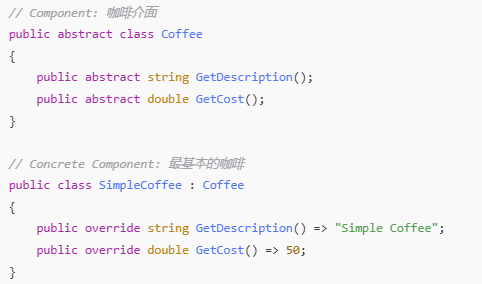 // Component: 咖啡介面
public abstract class Coffee
{
    public abstract string GetDescription();
    public abstract double GetCost();
}

// Concrete Component: 最基本的咖啡
public class SimpleCoffee : Coffee
{
    public override string GetDescription() => "Simple Coffee";
    public override double GetCost() => 50;
}